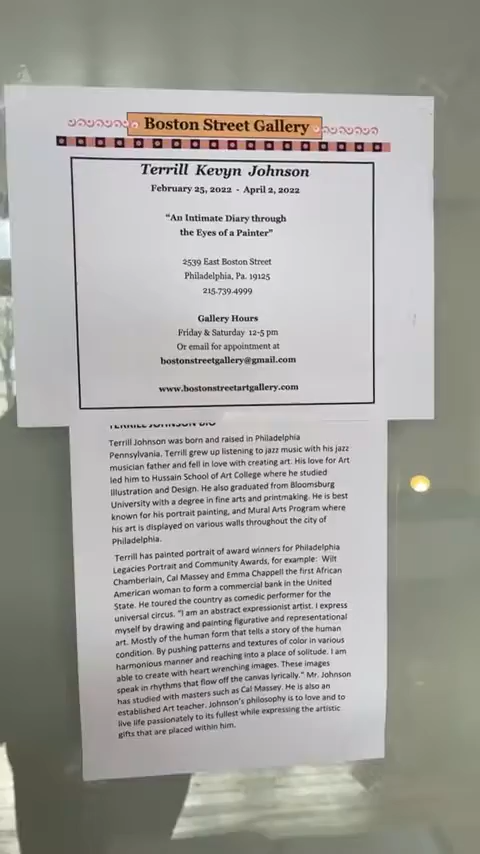 Boston Street Gallery
Terrill Kevyn Johnson
February 25, 2022 - April 2, 2022
"An Intimate Diary through
the Eyes of a Painter"
2539 East Boston Street
Philadelphia, Pa. 19125
215.739.4999
Gallery Hours
Friday & Saturday 12-5 pm
Or email for appointment at
bostonstreetgallery@gmail.com
www.bostonstreetartgallery.com
TERRILL JOHNSON BIO
Terrill Johnson was born and raised in Philadelphia
Pennsylvania. Terrill grew up listening to jazz music with his jazz
musician father and fell in love with creating art. His love for Art
led him to Hussain School of Art College where he studied
Illustration and Design. He also graduated from Bloomsburg
University with a degree in fine arts and printmaking. He is best
known for his portrait painting, and Mural Arts Program where
his art is displayed on various walls throughout the city of
Philadelphia.
Terrill has painted portrait of award winners for Philadelphia
Legacies Portrait and Community Awards, for example: Wilt
Chamberlain, Cal Massey and Emma Chappell the first African
American woman to form a commercial bank in the United
State. He toured the country as comedic performer for the
universal circus. "I am an abstract expressionist artist. I express
myself by drawing and painting figurative and representational
art. Mostly of the human form that tells a story of the human
condition. By pushing patterns and textures of color in various
harmonious manner and reaching into a place of solitude. I am
able to create with heart wrenching images. These images
speak in rhythms that flow off the canvas lyrically." Mr. Johnson
has studied with masters such as Cal Massey. He is also an
established Art teacher. Johnson's philosophy is to love and to
live life passionately to its fullest while expressing the artistic
gifts that are placed within him.